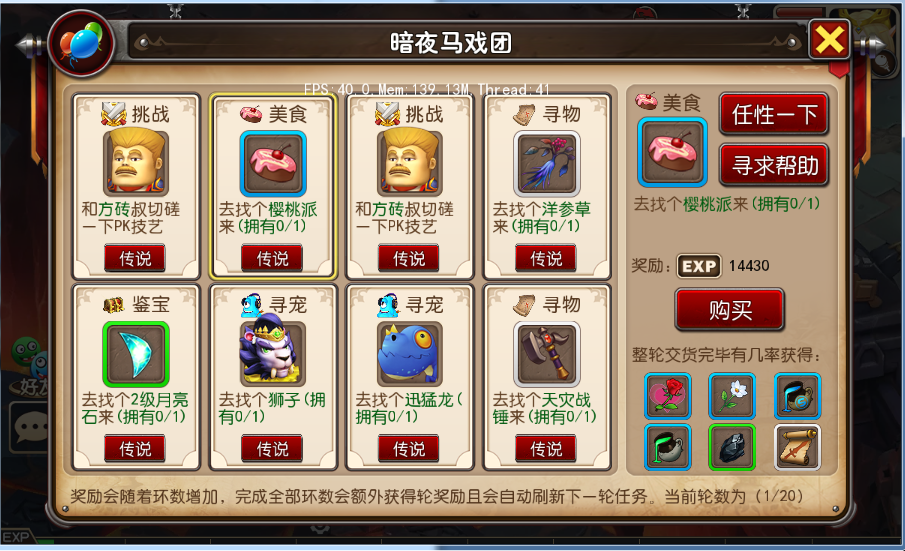 暗夜马戏团
FPS:40.0 Mem:139.13M Thread 41
挑战
和方砖叔切磋
一下PK技艺
传说
美食
去找个樱桃派
来(拥有0/1)
传说
挑战
和方砖叔切磋
一下PK技艺
传说
寻物
去找个洋参草
来(拥有0/1)
传说
鉴宝
去找个2级月亮
石来(拥有0/1)
传说
寻宠
去找个狮子(拥
有0/1)
传说
寻宠
去找个迅猛龙(
拥有0/1)
传说
寻物
去找个天灾战
锤来(拥有0/1)
传说
美食
任性一下
寻求帮助
去找个樱桃派来(拥有0/1)
奖励： EXP 14430
购买
整轮交货完毕有几率获得：
奖励会随着环数增加，完成全部环数会额外获得轮奖励且会自动刷新下一轮任务。当前轮数为（1/20）
好友
EXP